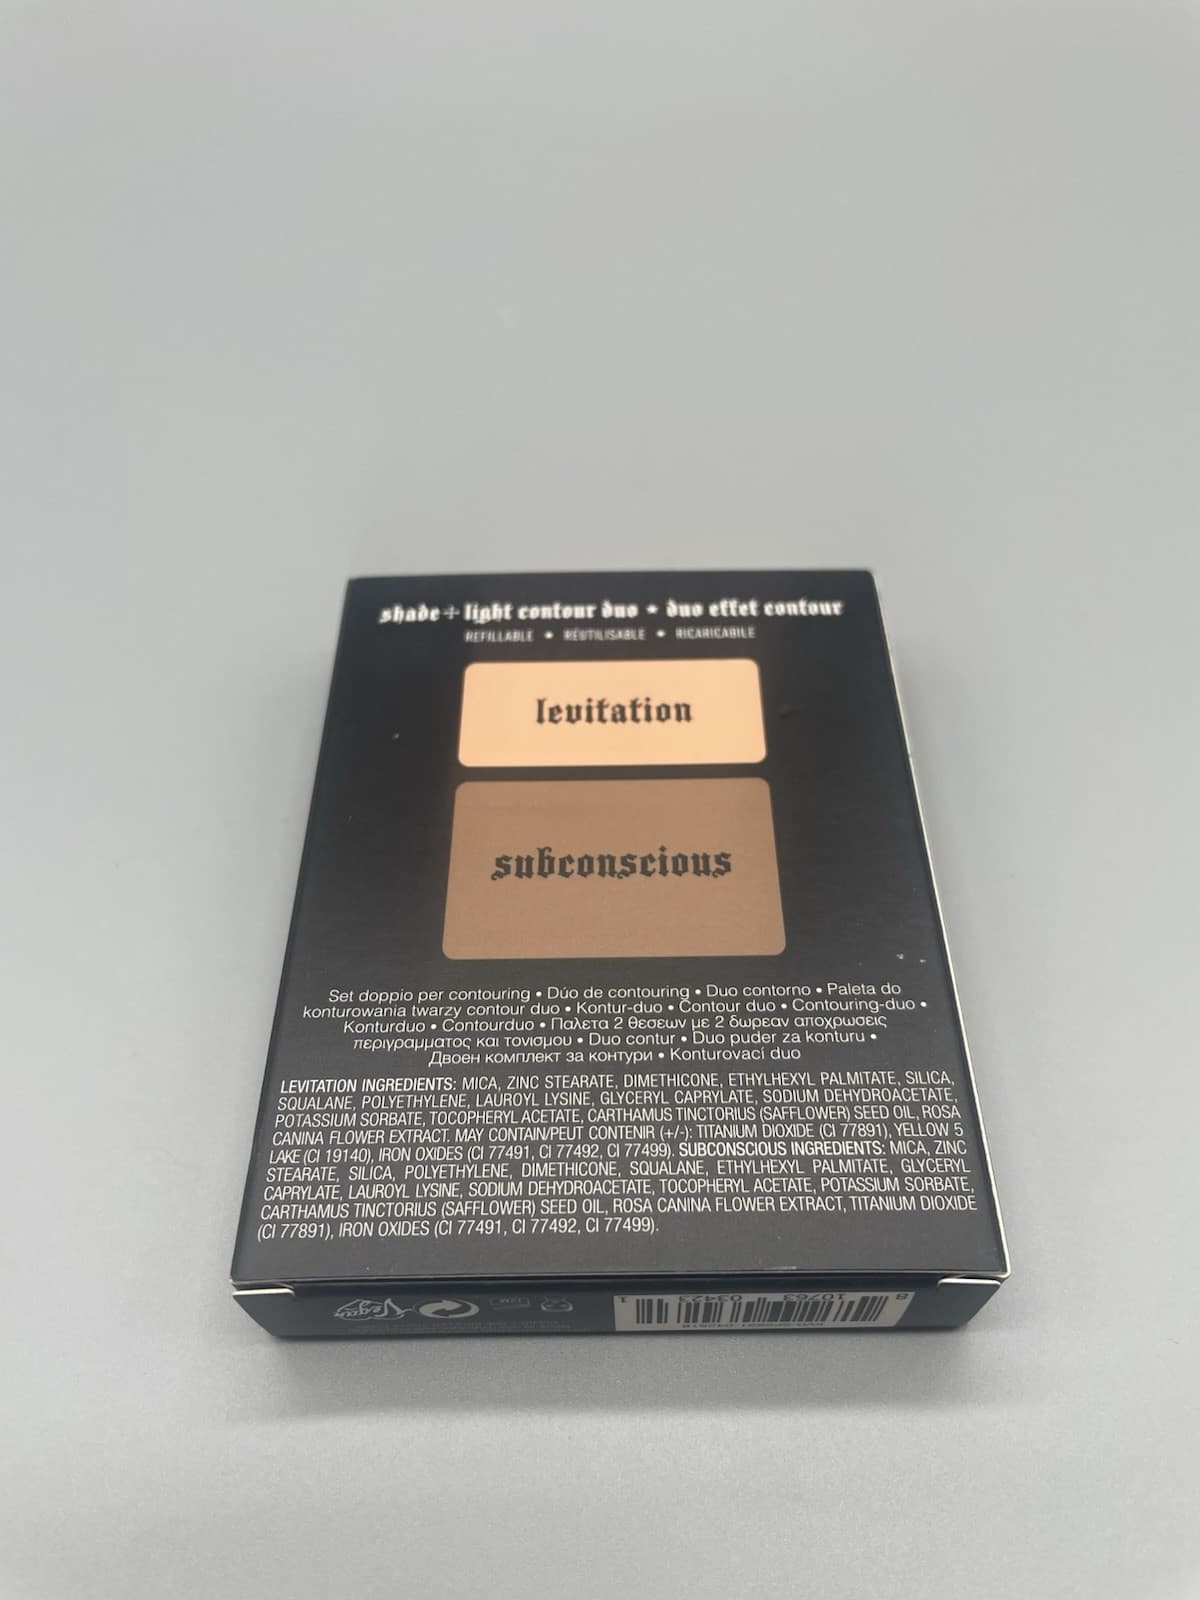 shade + light contour duo ★ duo effet contour
REFILLABLE • RÉUTILISABLE • RICARICABILE
levitation
subconscious
Set doppio per contouring • Dúo de contouring • Duo contorno • Paleta do
konturowania twarzy contour duo • Kontur-duo • Contour duo • Contouring-duo •
Konturduo • Contourduo • Παλετα 2 θεσεων με 2 δωρεαν αποχρωσεις
περιγραμματος και τονισμου • Duo contur • Duo puder za konturu •
Двоен комплект за контури • Konturovací duo
LEVITATION INGREDIENTS: MICA, ZINC STEARATE, DIMETHICONE, ETHYLHEXYL PALMITATE, SILICA,
SQUALANE, POLYETHYLENE, LAUROYL LYSINE, GLYCERYL CAPRYLATE, SODIUM DEHYDROACETATE,
POTASSIUM SORBATE, TOCOPHERYL ACETATE, CARTHAMUS TINCTORIUS (SAFFLOWER) SEED OIL, ROSA
CANINA FLOWER EXTRACT. MAY CONTAIN/PEUT CONTENIR (+/-): TITANIUM DIOXIDE (CI 77891), YELLOW 5
LAKE (CI 19140), IRON OXIDES (CI 77491, CI 77492, CI 77499). SUBCONSCIOUS INGREDIENTS: MICA, ZINC
STEARATE, SILICA, POLYETHYLENE, DIMETHICONE, SQUALANE, ETHYLHEXYL PALMITATE, GLYCERYL
CAPRYLATE, LAUROYL LYSINE, SODIUM DEHYDROACETATE, TOCOPHERYL ACETATE, POTASSIUM SORBATE,
CARTHAMUS TINCTORIUS (SAFFLOWER) SEED OIL, ROSA CANINA FLOWER EXTRACT, TITANIUM DIOXIDE
(CI 77891), IRON OXIDES (CI 77491, CI 77492, CI 77499).
Vegan
12M
8 10763 03423 1